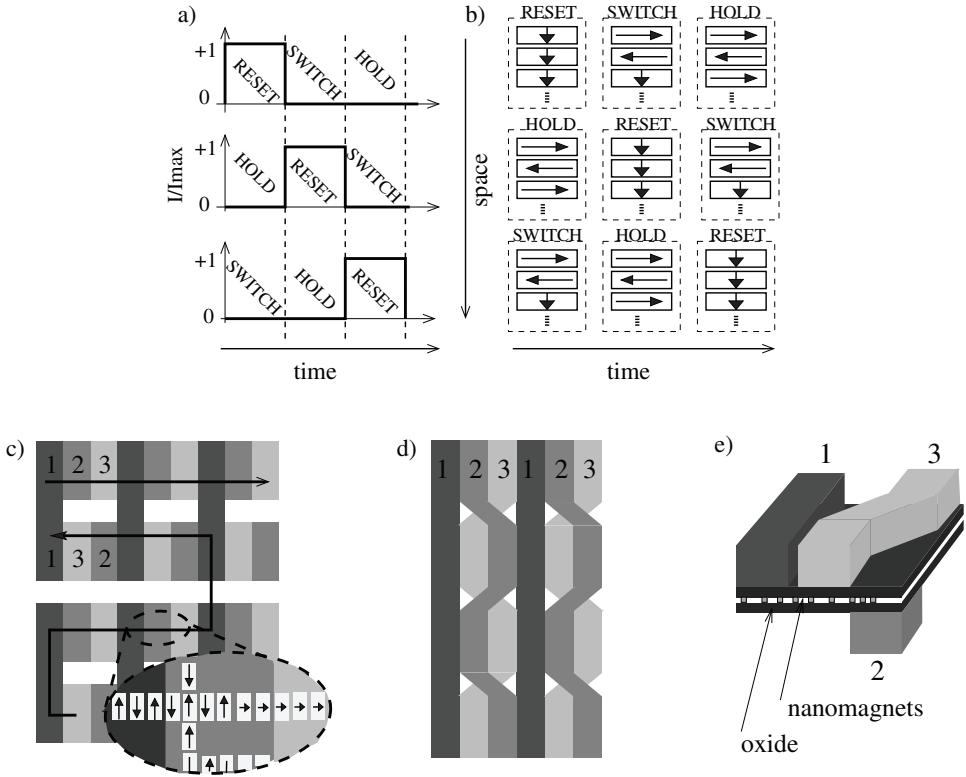 a)
b)
+1
0
RESET
SWITCH
HOLD
+1
0
HOLD
RESET
SWITCH
+1
0
SWITCH
HOLD
RESET
I/Imax
time
space
RESET SWITCH HOLD
HOLD RESET SWITCH
SWITCH HOLD RESET
time
c)
1 2 3
1 3 2
d)
1 2 3 1 2 3
e)
1 3
2
nanomagnets
oxide